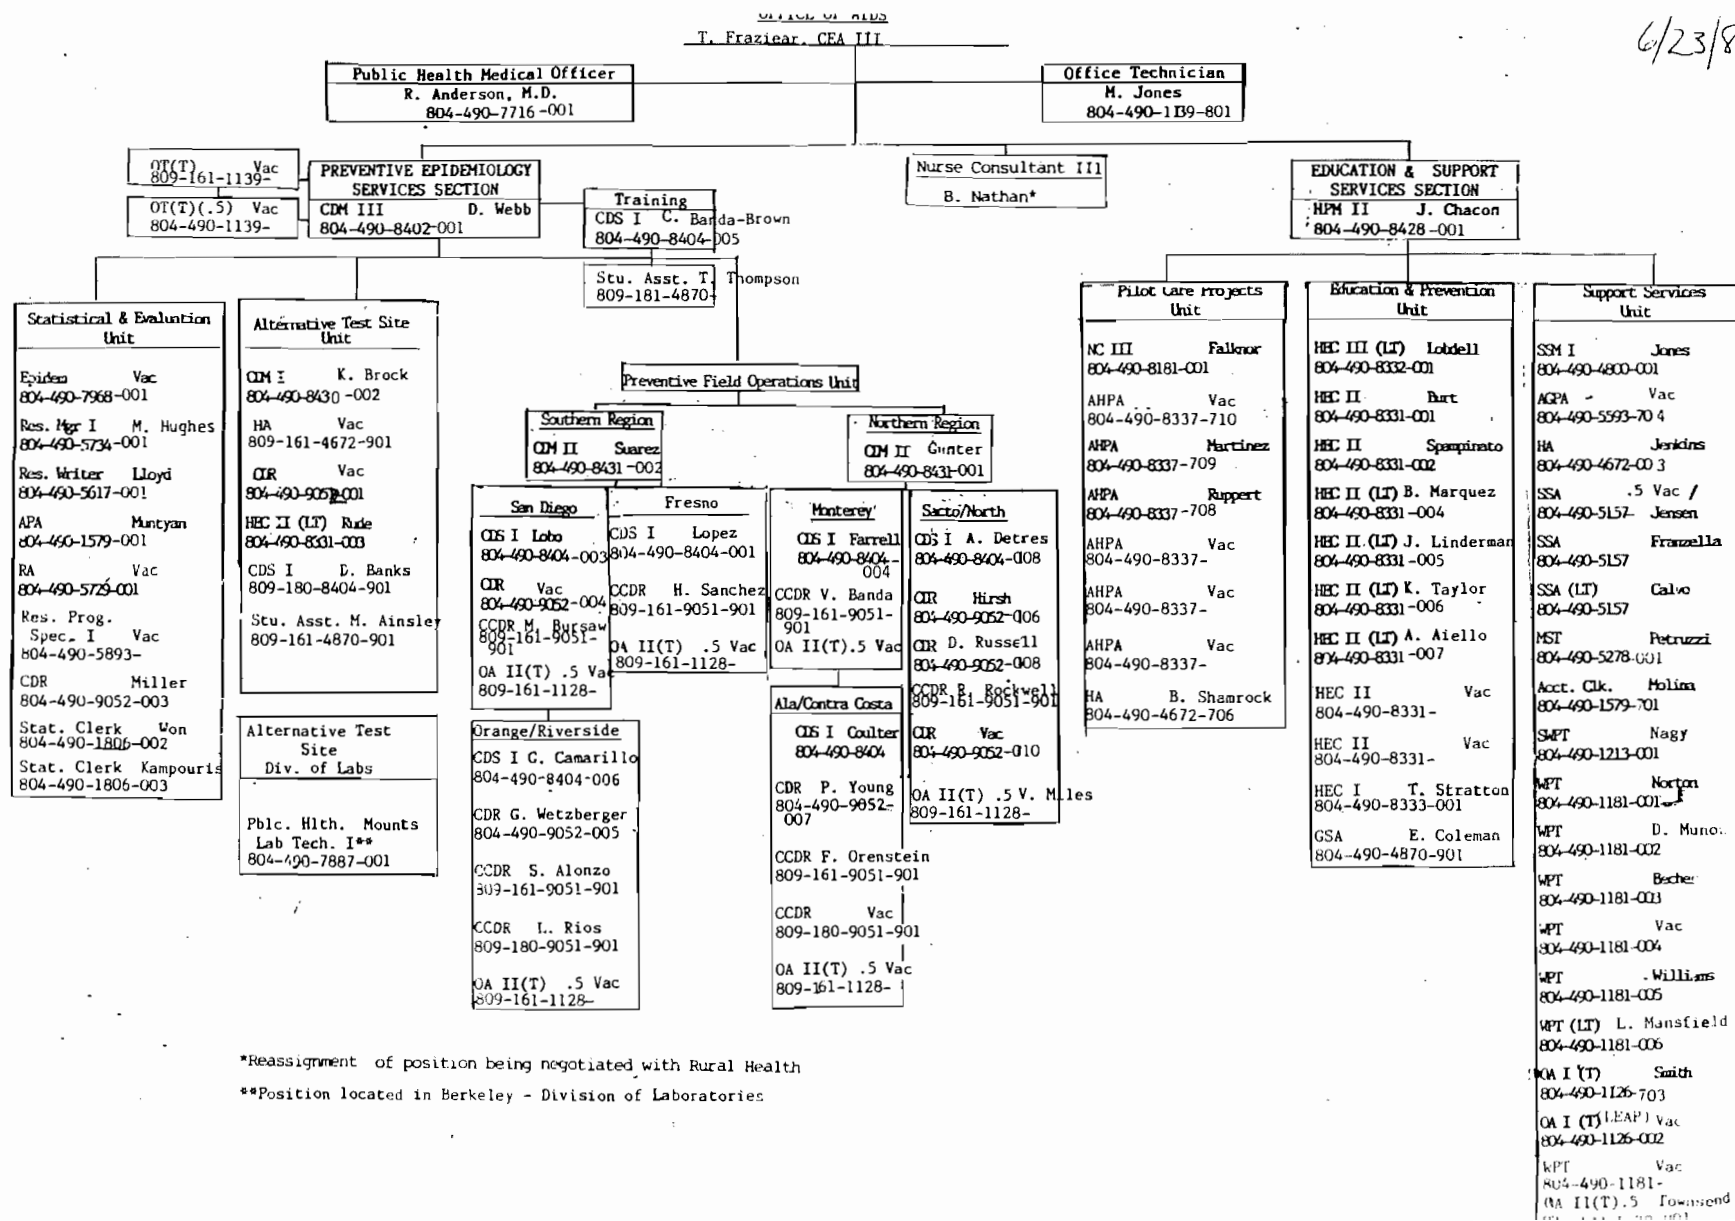 OFFICE OF AIDS
T. Fraziear, CEA III
6/23/8
Public Health Medical Officer
R. Anderson, M.D.
804-490-7716-001
Office Technician
M. Jones
804-490-1139-801
OT(T) Vac
809-161-1139-
OT(T)(.5) Vac
804-490-1139-
PREVENTIVE EPIDEMIOLOGY
SERVICES SECTION
CDM III D. Webb
804-490-8402-001
Training
CDS I C. Banda-Brown
804-490-8404-005
Stu. Asst. T. Thompson
809-181-4870-
Nurse Consultant III
B. Nathan*
EDUCATION & SUPPORT
SERVICES SECTION
HPM II J. Chacon
804-490-8428-001
Statistical & Evaluation
Unit
Epidem Vac
804-490-7968-001
Res. Mgr I M. Hughes
804-490-5734-001
Res. Writer Lloyd
804-490-5617-001
APA Muntyan
804-490-1579-001
RA Vac
804-490-5729-001
Res. Prog.
Spec. I Vac
804-490-5893-
CDR Miller
804-490-9052-003
Stat. Clerk Won
804-490-1806-002
Stat. Clerk Kampouris
804-490-1806-003
Alternative Test Site
Unit
CDM I K. Brock
804-490-8430-002
HA Vac
809-161-4672-901
CDR Vac
804-490-9052-001
HEC II (LT) Rude
804-490-8331-003
CDS I D. Banks
809-180-8404-901
Stu. Asst. M. Ainsley
809-161-4870-901
Alternative Test
Site
Div. of Labs
Pblc. Hlth. Mounts
Lab Tech. I**
804-490-7887-001
Preventive Field Operations Unit
Southern Region
CDM II Suarez
804-490-8431-002
Northern Region
CDM II Gunter
804-490-8431-001
San Diego
CDS I Lobo
804-490-8404-003
CDR Vac
804-490-9052-004
CCDR M. Bursaw
809-161-9051-
901
OA II(T) .5 Vac
809-161-1128-
Fresno
CDS I Lopez
804-490-8404-001
CCDR H. Sanchez
809-161-9051-901
OA II(T) .5 Vac
809-161-1128-
Monterey
CDS I Farrell
804-490-8404-
004
CCDR V. Banda
809-161-9051-
901
OA II(T).5 Vac
Sacto/North
CDS I A. Detres
804-490-8404-008
CDR Hirsh
804-490-9052-006
CDR D. Russell
804-490-9052-008
CCDR R. Rockwell
809-161-9051-901
CDR Vac
804-490-9052-010
OA II(T) .5 V. Miles
809-161-1128-
Orange/Riverside
CDS I C. Camarillo
804-490-8404-006
CDR G. Wetzberger
804-490-9052-005
CCDR S. Alonzo
809-161-9051-901
CCDR L. Rios
809-180-9051-901
OA II(T) .5 Vac
809-161-1128-
Ala/Contra Costa
CDS I Coulter
804-490-8404
CDR P. Young
804-490-9052-
007
CCDR F. Orenstein
809-161-9051-901
CCDR Vac
809-180-9051-901
OA II(T) .5 Vac
809-161-1128-
Pilot Care Projects
Unit
NC III Falknor
804-490-8181-001
AHPA Vac
804-490-8337-710
AHPA Martinez
804-490-8337-709
AHPA Ruppert
804-490-8337-708
AHPA Vac
804-490-8337-
AHPA Vac
804-490-8337-
AHPA Vac
804-490-8337-
HA B. Shamrock
804-490-4672-706
Education & Prevention
Unit
HEC III (LT) Lobdell
804-490-8332-001
HEC II Burt
804-490-8331-001
HEC II Spampinato
804-490-8331-002
HEC II (LT) B. Marquez
804-490-8331-004
HEC II (LT) J. Linderman
804-490-8331-005
HEC II (LT) K. Taylor
804-490-8331-006
HEC II (LT) A. Aiello
804-490-8331-007
HEC II Vac
804-490-8331-
HEC II Vac
804-490-8331-
HEC I T. Stratton
804-490-8333-001
GSA E. Coleman
804-490-4870-901
Support Services
Unit
SSM I Jones
804-490-4800-001
AGPA - Vac
804-490-5593-704
HA Jenkins
804-490-4672-003
SSA .5 Vac /
804-490-5157- Jensen
SSA Franzella
804-490-5157
SSA (LT) Calvo
804-490-5157
MST Petruzzi
804-490-5278-001
Acct. Clk. Molina
804-490-1579-701
SWPT Nagy
804-490-1213-001
WPT Norton
804-490-1181-001
WPT D. Muno
804-490-1181-002
WPT Becher
804-490-1181-003
WPT Vac
804-490-1181-004
WPT Williams
804-490-1181-005
WPT (LT) L. Mansfield
804-490-1181-006
OA I (T) Smith
804-490-1126-703
OA I (T)(LEAP) Vac
804-490-1126-002
WPT Vac
804-490-1181-
OA II(T).5 Townsend
*Reassignment of position being negotiated with Rural Health
**Position located in Berkeley - Division of Laboratories